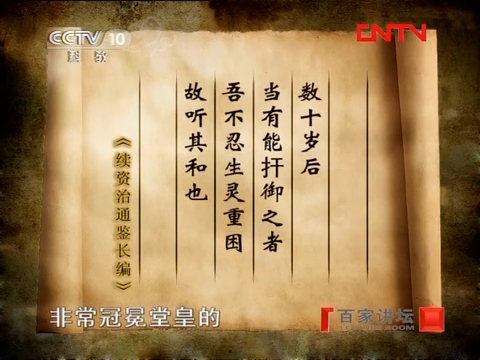 CCTV 10
科教
CNTV
数十岁后
当有能扞御之者
吾不忍生灵重困
故听其和也
《续资治通鉴长编》
非常冠冕堂皇的
百家讲坛